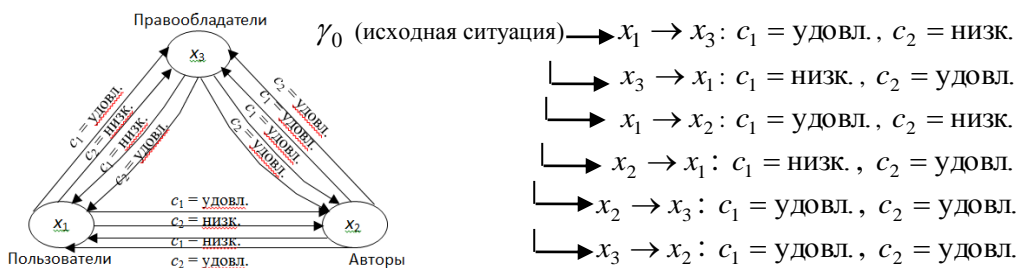 Правообладатели
x₃
c₁ = удовл.
c₂ = низк.
c₁ = низк.
c₂ = удовл.
c₂ = удовл.
c₁ = удовл.
c₁ = удовл.
c₂ = удовл.
x₁
c₁ = удовл.
c₂ = низк.
c₁ = низк.
c₂ = удовл.
x₂
Пользователи
Авторы
γ₀ (исходная ситуация) x₁ → x₃ : c₁ = удовл. , c₂ = низк.
x₃ → x₁ : c₁ = низк. , c₂ = удовл.
x₁ → x₂ : c₁ = удовл. , c₂ = низк.
x₂ → x₁ : c₁ = низк. , c₂ = удовл.
x₂ → x₃ : c₁ = удовл. , c₂ = удовл.
x₃ → x₂ : c₁ = удовл. , c₂ = удовл.